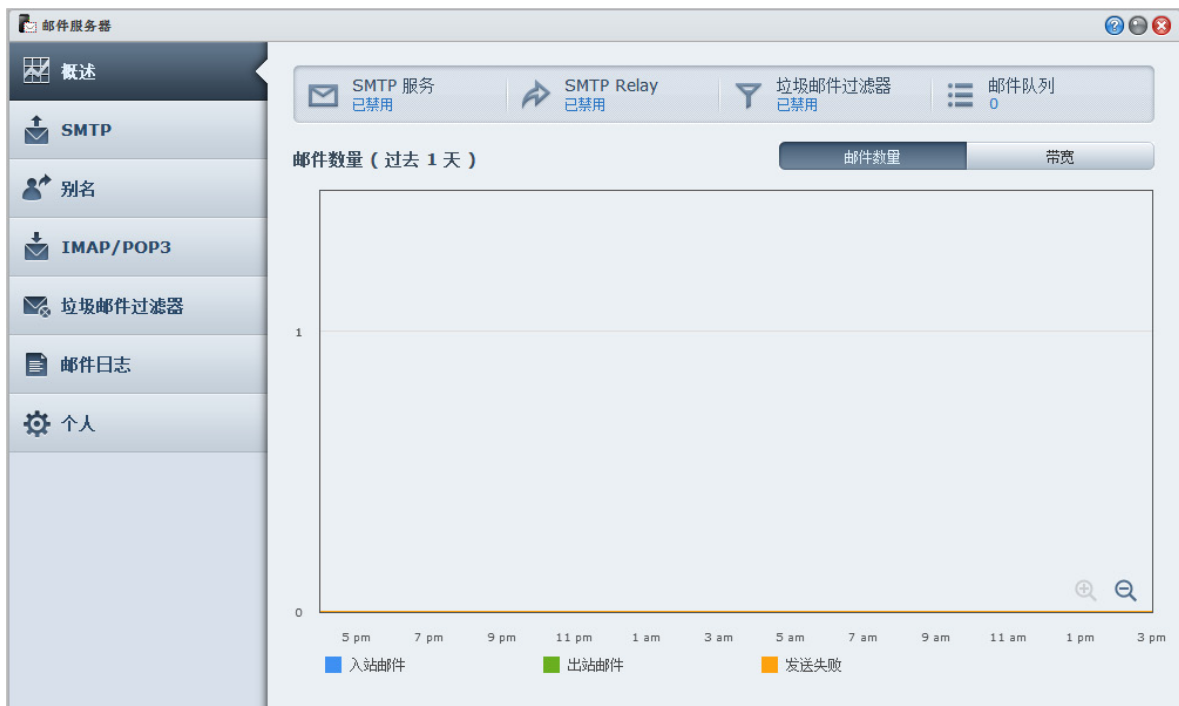 邮件服务器
概述
SMTP
别名
IMAP/POP3
垃圾邮件过滤器
邮件日志
个人
SMTP 服务
已禁用
SMTP Relay
已禁用
垃圾邮件过滤器
已禁用
邮件队列
0
邮件数量 ( 过去 1 天 )
邮件数量
带宽
1
0
5 pm 7 pm 9 pm 11 pm 1 am 3 am 5 am 7 am 9 am 11 am 1 pm 3 pm
入站邮件 出站邮件 发送失败